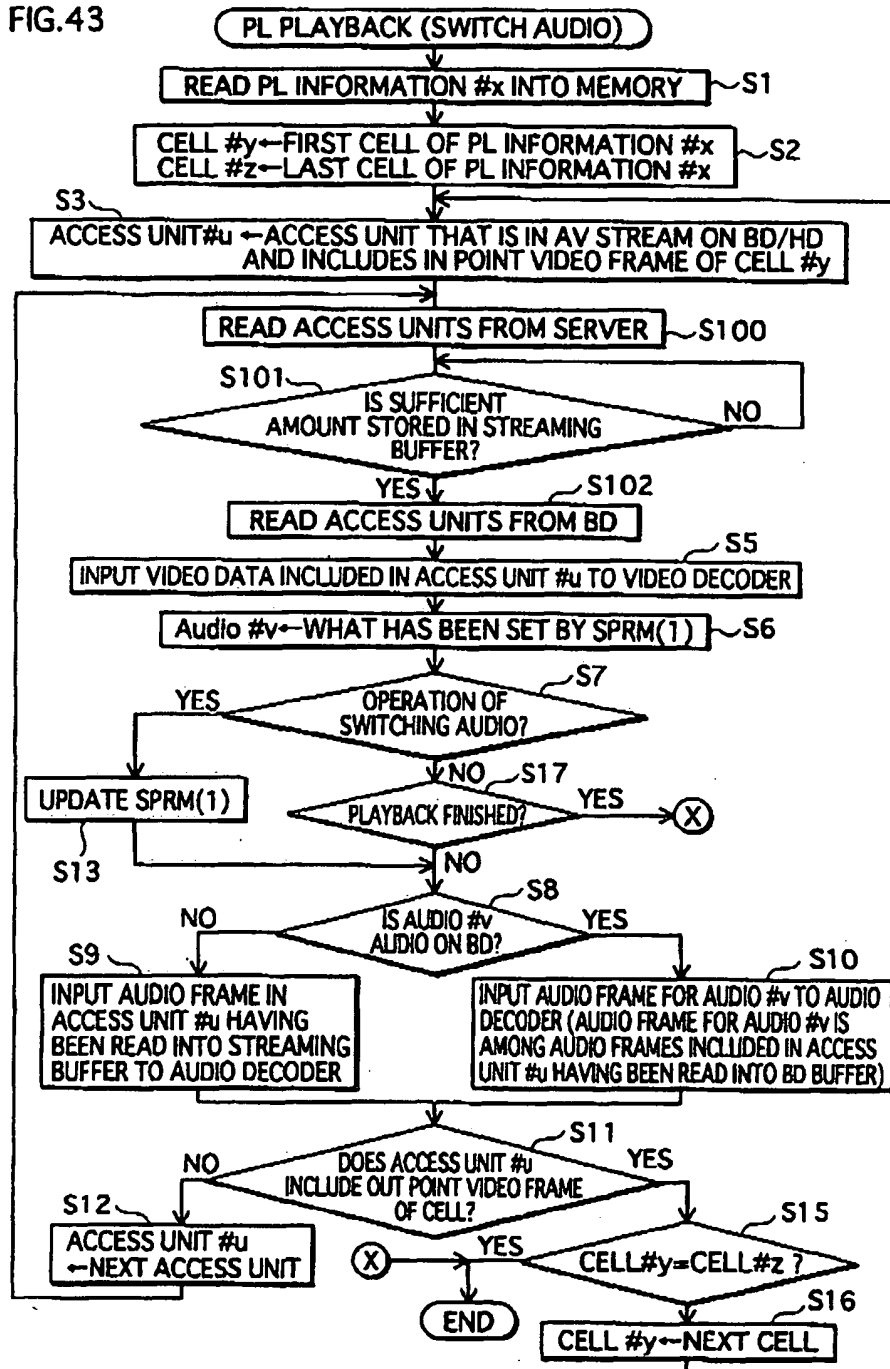 FIG.43
PL PLAYBACK (SWITCH AUDIO)
READ PL INFORMATION #x INTO MEMORY
S1
CELL #y←FIRST CELL OF PL INFORMATION #x
CELL #z←LAST CELL OF PL INFORMATION #x
S2
S3
ACCESS UNIT#u ←ACCESS UNIT THAT IS IN AV STREAM ON BD/HD
AND INCLUDES IN POINT VIDEO FRAME OF CELL #y
READ ACCESS UNITS FROM SERVER
S100
S101
IS SUFFICIENT
AMOUNT STORED IN STREAMING
BUFFER?
NO
YES
S102
READ ACCESS UNITS FROM BD
S5
INPUT VIDEO DATA INCLUDED IN ACCESS UNIT #u TO VIDEO DECODER
Audio #v←WHAT HAS BEEN SET BY SPRM(1)
S6
S7
YES
OPERATION OF
SWITCHING AUDIO?
NO
S17
UPDATE SPRM(1)
S13
PLAYBACK FINISHED?
YES
X
NO
S8
NO
IS AUDIO #v
AUDIO ON BD?
YES
S9
INPUT AUDIO FRAME IN
ACCESS UNIT #u HAVING
BEEN READ INTO STREAMING
BUFFER TO AUDIO DECODER
S10
INPUT AUDIO FRAME FOR AUDIO #v TO AUDIO
DECODER (AUDIO FRAME FOR AUDIO #v IS
AMONG AUDIO FRAMES INCLUDED IN ACCESS
UNIT #u HAVING BEEN READ INTO BD BUFFER)
S11
NO
DOES ACCESS UNIT #u
INCLUDE OUT POINT VIDEO FRAME
OF CELL?
YES
S12
ACCESS UNIT #u
←NEXT ACCESS UNIT
X
YES
S15
CELL#y=CELL#z ?
END
S16
CELL #y←NEXT CELL